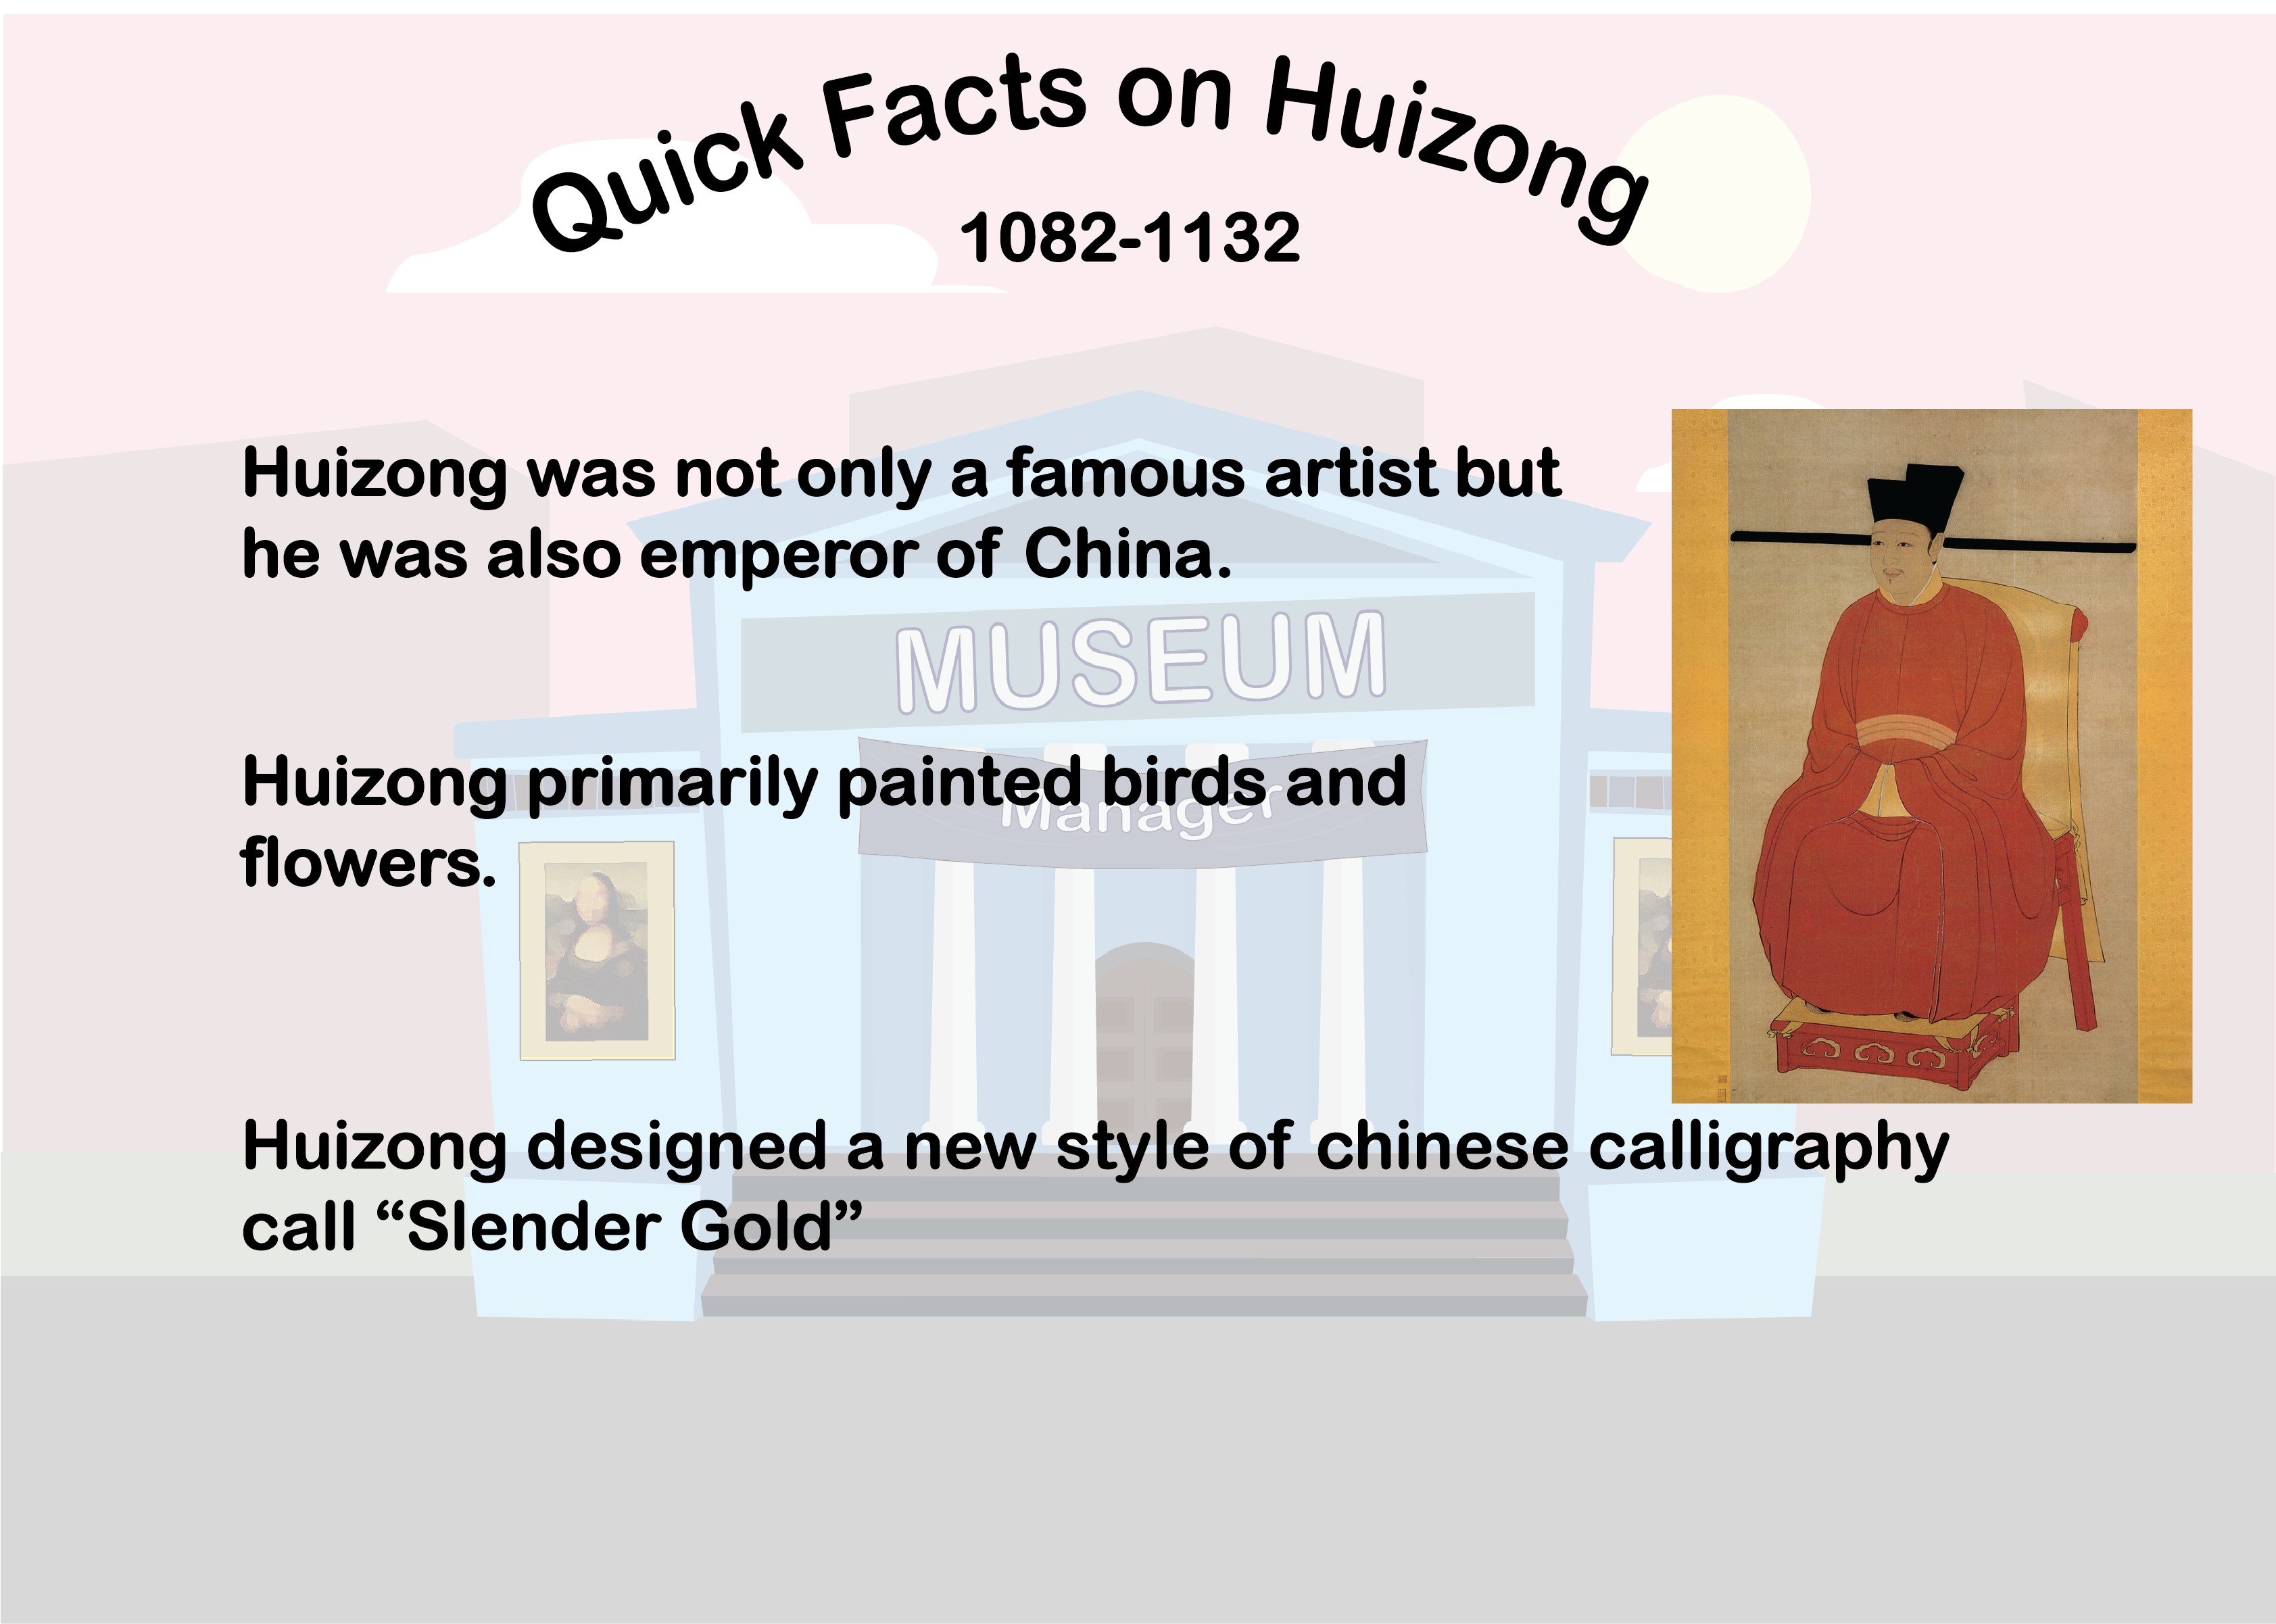 Quick Facts on Huizong
1082-1132
Huizong was not only a famous artist but
he was also emperor of China.
MUSEUM
Huizong primarily painted birds and
Manager
flowers.
Huizong designed a new style of chinese calligraphy
call “Slender Gold”